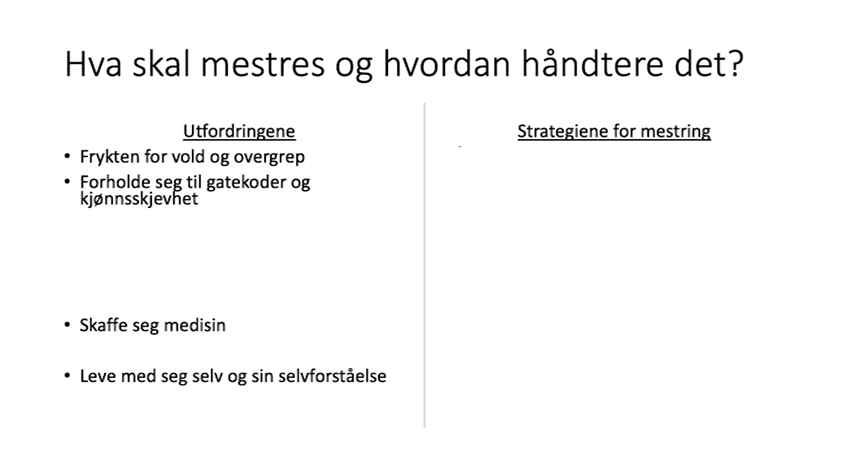 Hva skal mestres og hvordan håndtere det?
Utfordringene
• Frykten for vold og overgrep
• Forholde seg til gatekoder og
kjønnsskjevhet
• Skaffe seg medisin
• Leve med seg selv og sin selvforståelse
Strategiene for mestring